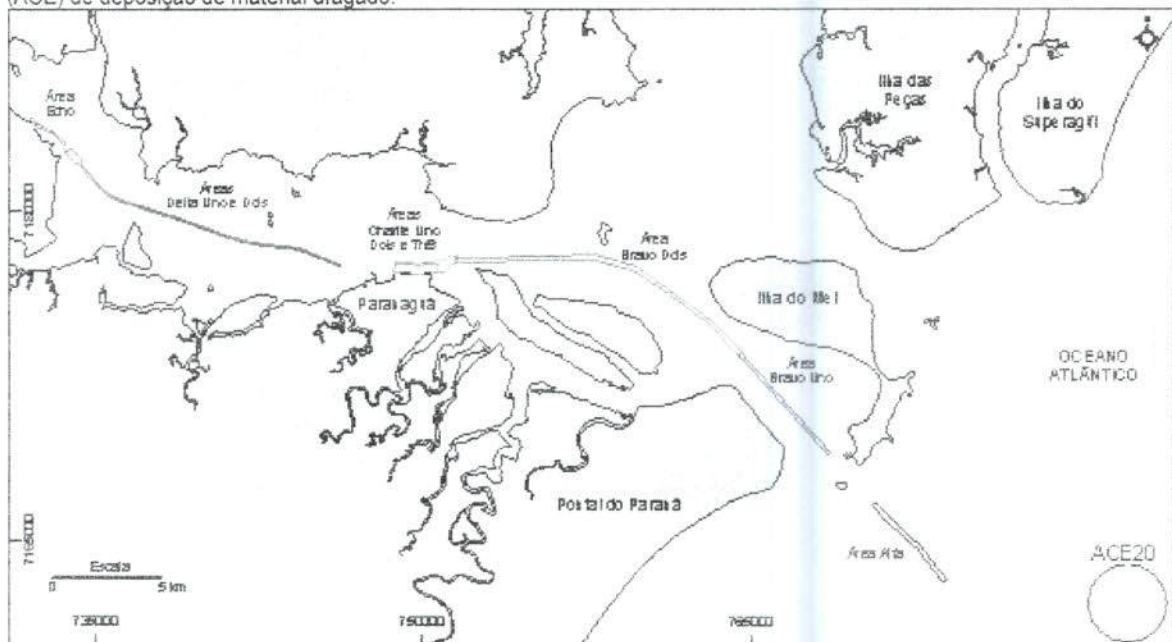 (ACE) de deposição de material dragado.
Área
Echo
Áreas
Delta Uno e Dois
Áreas
Charlie Uno
Dois e Três
Área
Bravo Dois
Ilha das
Peças
Ilha do
Superagüi
Paranaguá
Ilha do Mel
Área
Bravo Uno
OCEANO
ATLÂNTICO
Pontal do Paraná
Área Alfa
ACE20
7180000
7165000
Escala
0 5 km
735000
750000
765000